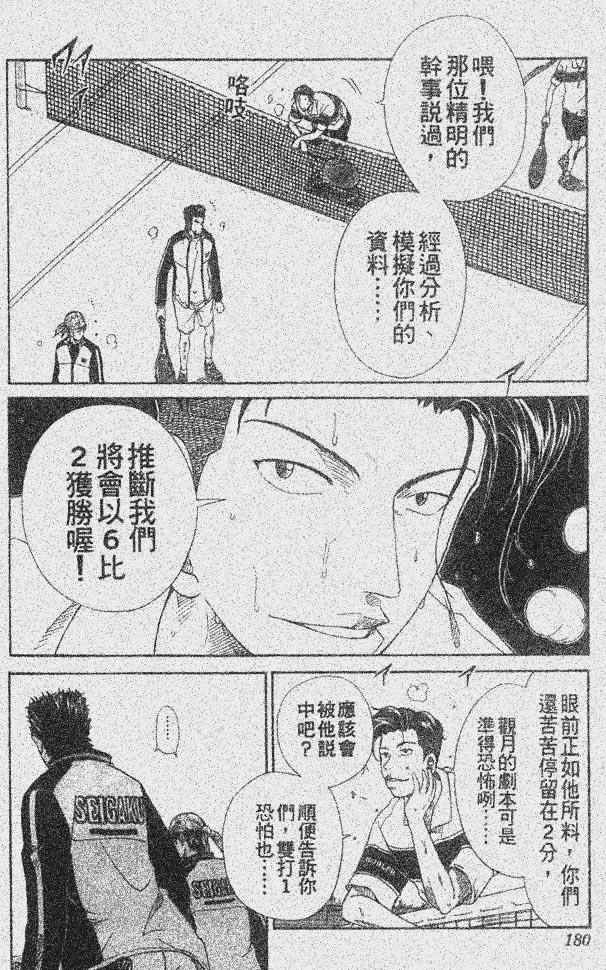 喂！我們
那位精明的
幹事說過，
咯吱
經過分析、
模擬你們的
資料……
推斷我們
將會以6比
2獲勝喔！
眼前正如他所料，你們
還苦苦停留在2分，
觀月的劇本可是
準得恐怖咧……
應該會
被他說
中吧？
順便告訴你
們，雙打1
恐怕也……
……
SEIGAKU
SEIGAKU
180